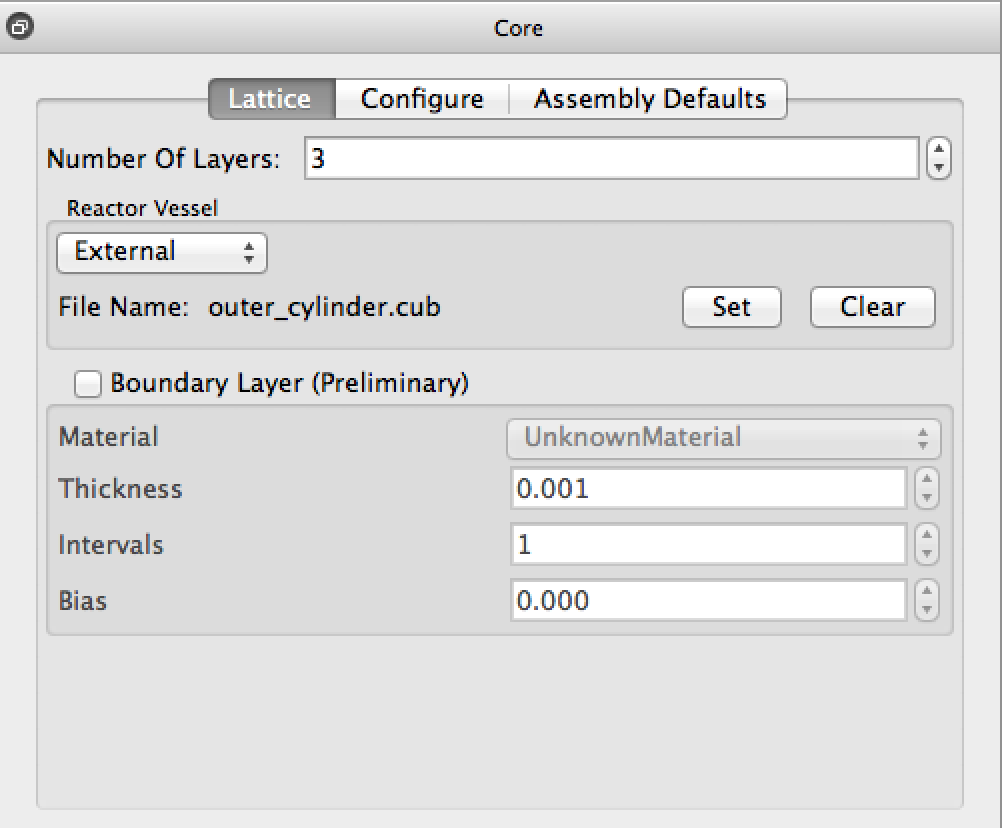 Core
Lattice Configure Assembly Defaults
Number Of Layers: 3
Reactor Vessel
External
File Name: outer_cylinder.cub Set Clear
Boundary Layer (Preliminary)
Material UnknownMaterial
Thickness 0.001
Intervals 1
Bias 0.000